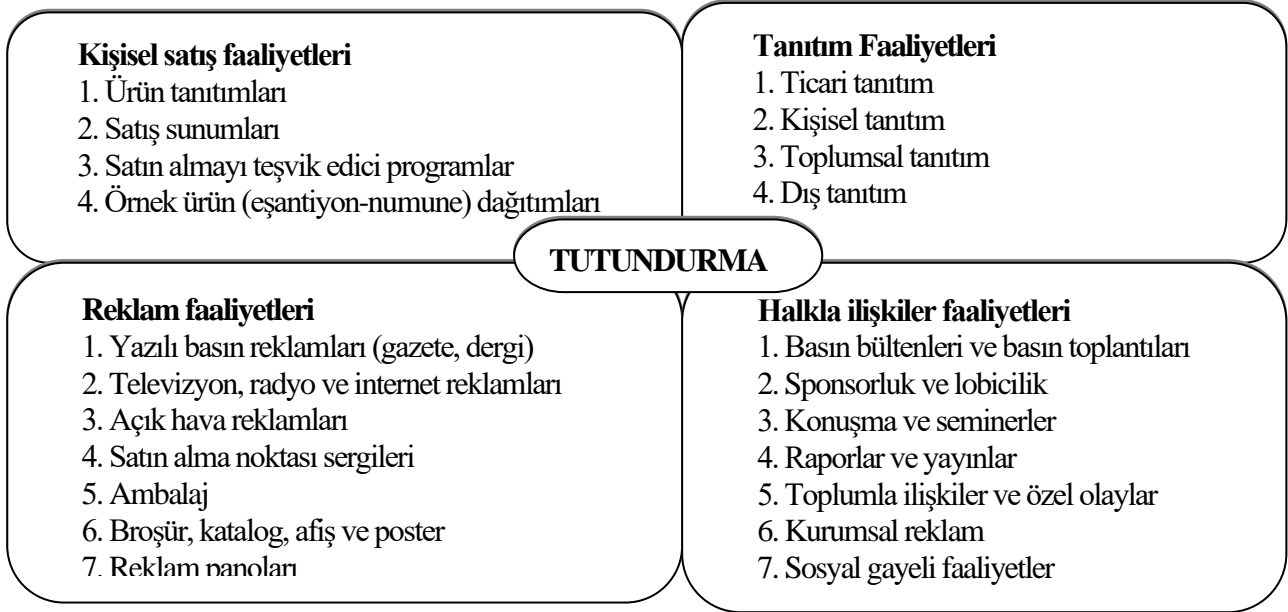 Kişisel satış faaliyetleri
1. Ürün tanıtımları
2. Satış sunumları
3. Satın almayı teşvik edici programlar
4. Örnek ürün (eşantiyon-numune) dağıtımları
Tanıtım Faaliyetleri
1. Ticari tanıtım
2. Kişisel tanıtım
3. Toplumsal tanıtım
4. Dış tanıtım
TUTUNDURMA
Reklam faaliyetleri
1. Yazılı basın reklamları (gazete, dergi)
2. Televizyon, radyo ve internet reklamları
3. Açık hava reklamları
4. Satın alma noktası sergileri
5. Ambalaj
6. Broşür, katalog, afiş ve poster
7. Reklam panoları
Halkla ilişkiler faaliyetleri
1. Basın bültenleri ve basın toplantıları
2. Sponsorluk ve lobicilik
3. Konuşma ve seminerler
4. Raporlar ve yayınlar
5. Toplumla ilişkiler ve özel olaylar
6. Kurumsal reklam
7. Sosyal gayeli faaliyetler